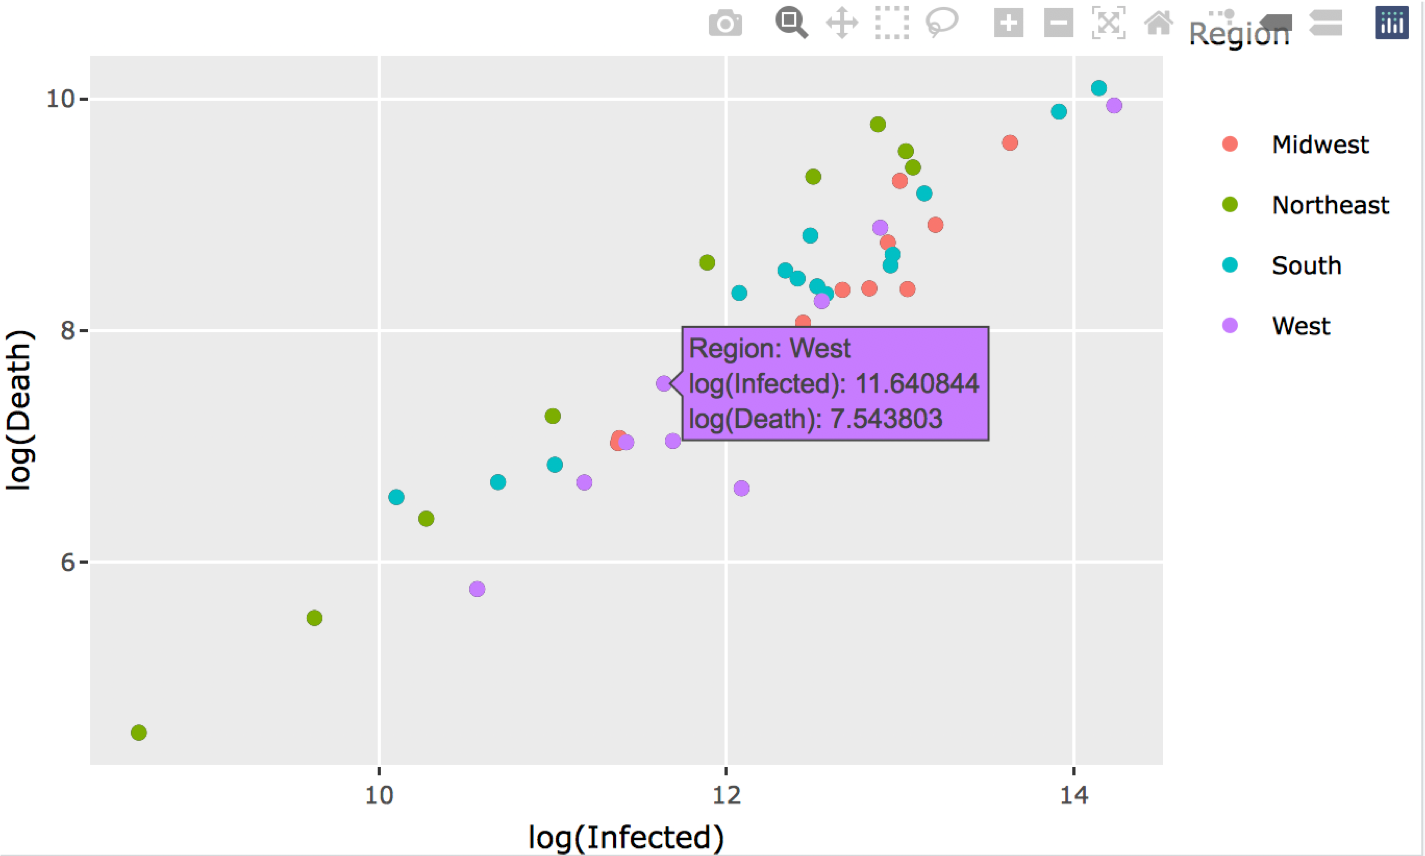 Region
10
8
6
log(Death)
Midwest
Northeast
South
West
Region: West
log(Infected): 11.640844
log(Death): 7.543803
10
12
14
log(Infected)